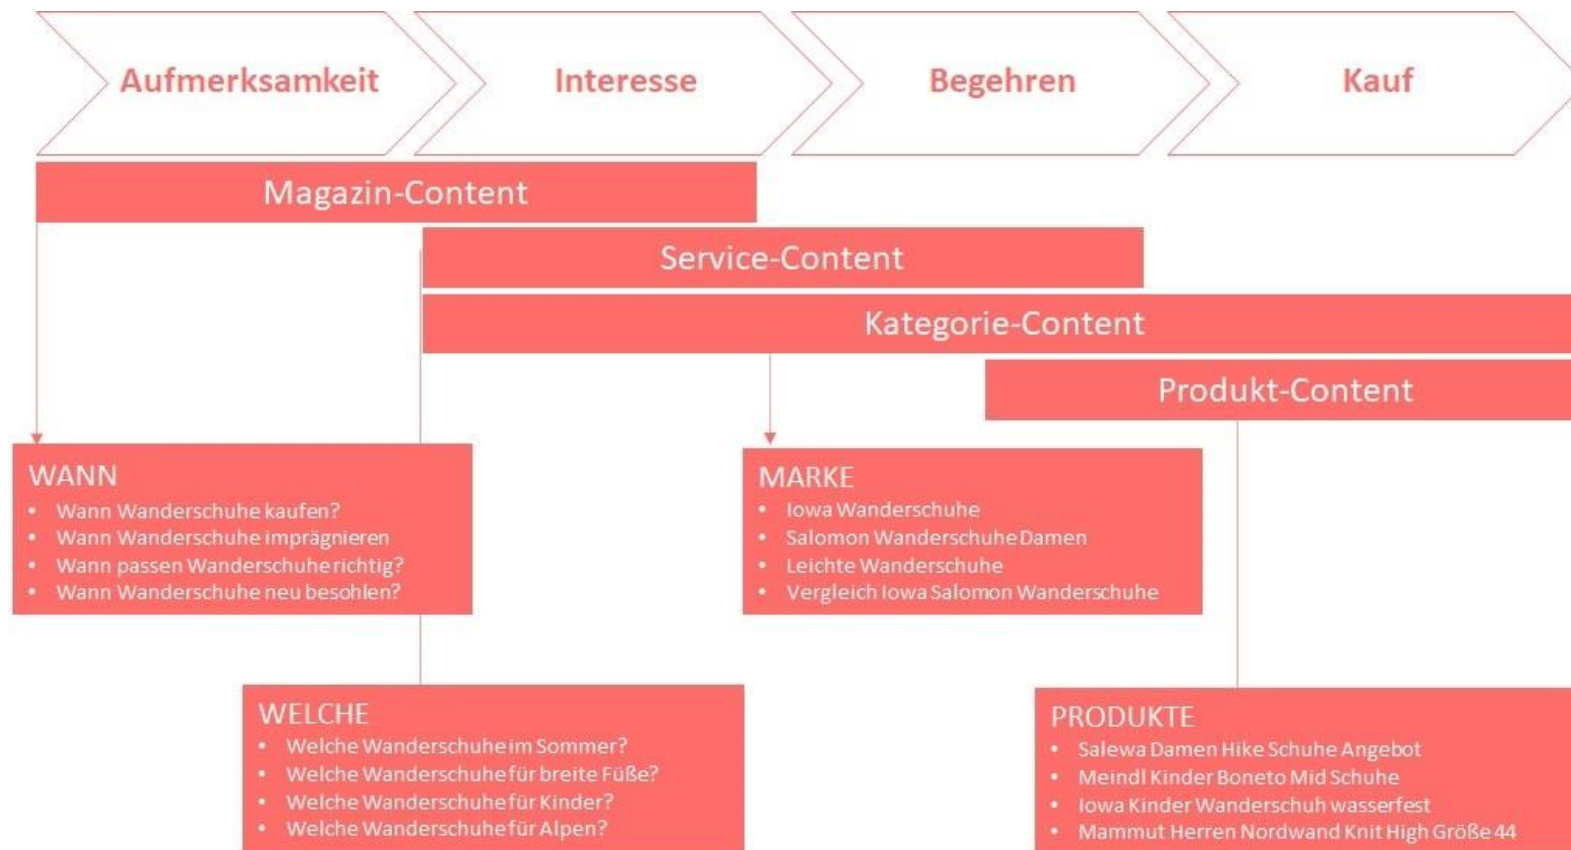 Aufmerksamkeit
Interesse
Begehren
Kauf
Magazin-Content
Service-Content
Kategorie-Content
Produkt-Content
WANN
• Wann Wanderschuhe kaufen?
• Wann Wanderschuhe imprägnieren
• Wann passen Wanderschuhe richtig?
• Wann Wanderschuhe neu besohlen?
MARKE
• Iowa Wanderschuhe
• Salomon Wanderschuhe Damen
• Leichte Wanderschuhe
• Vergleich Iowa Salomon Wanderschuhe
WELCHE
• Welche Wanderschuhe im Sommer?
• Welche Wanderschuhe für breite Füße?
• Welche Wanderschuhe für Kinder?
• Welche Wanderschuhe für Alpen?
PRODUKTE
• Salewa Damen Hike Schuhe Angebot
• Meindl Kinder Boneto Mid Schuhe
• Iowa Kinder Wanderschuh wasserfest
• Mammut Herren Nordwand Knit High Größe 44